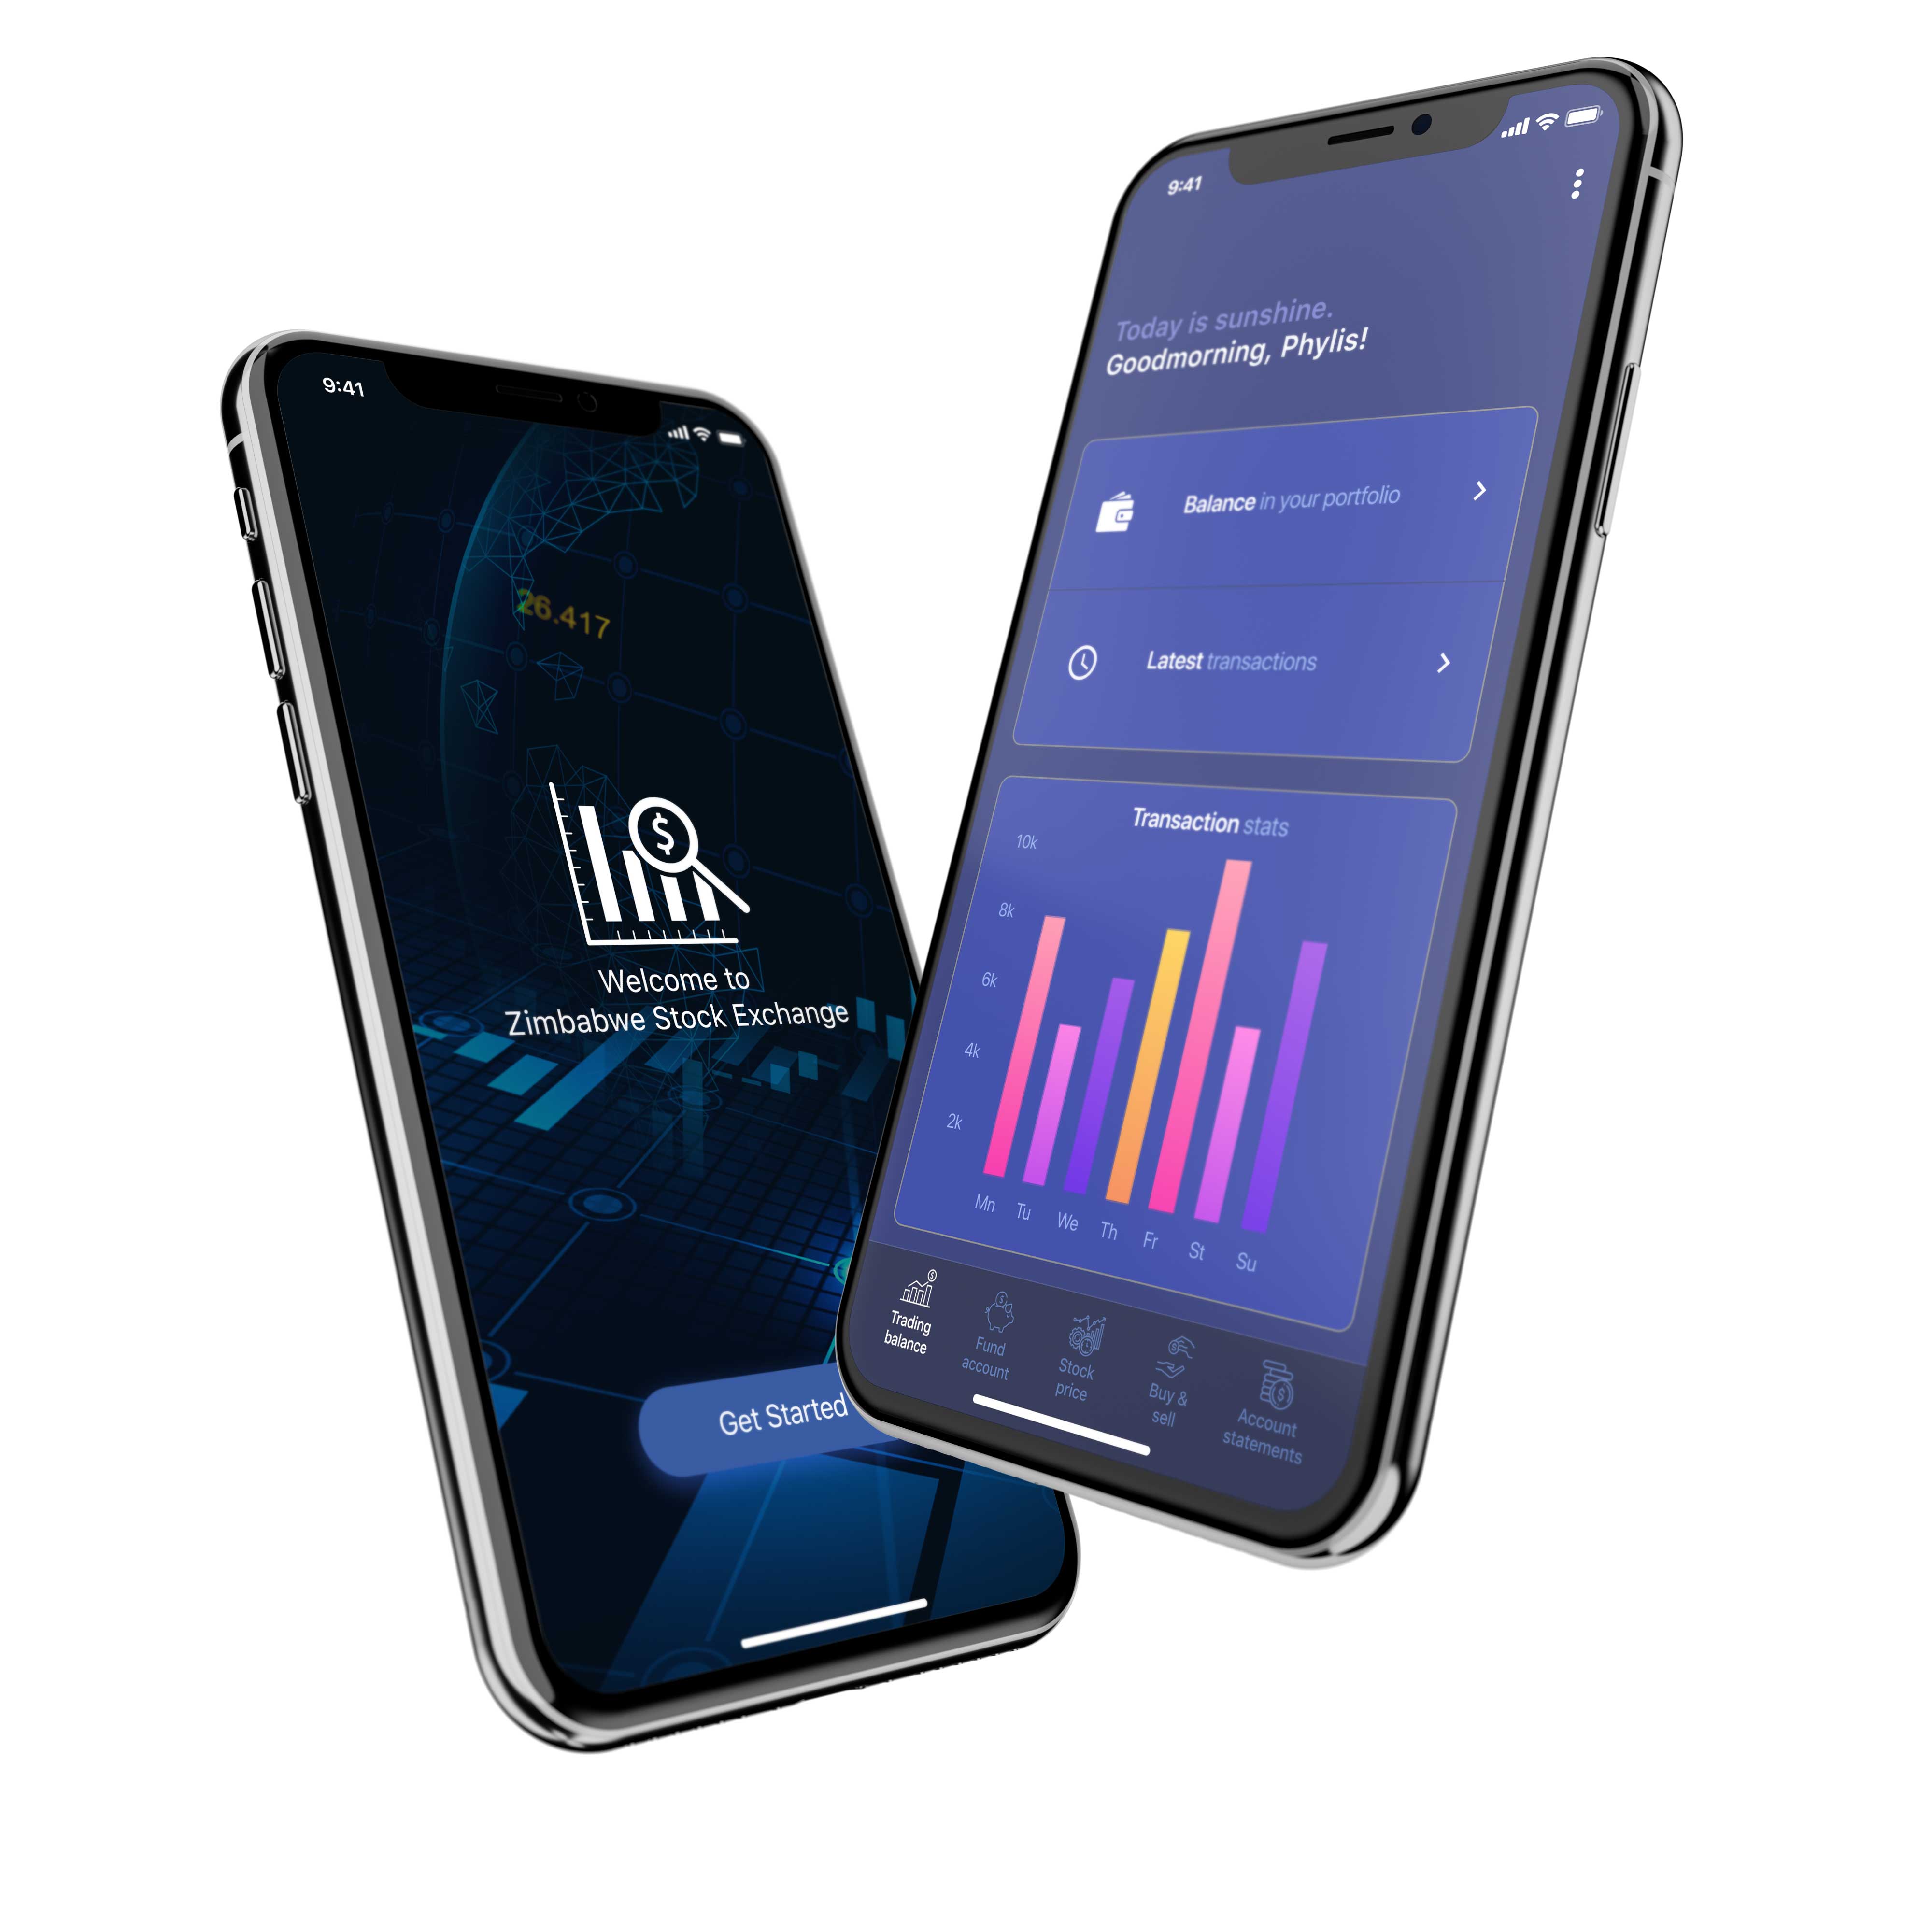 9:41
26.417
$
Welcome to
Zimbabwe Stock Exchange
Get Started
9:41
Today is sunshine.
Goodmorning, Phylis!
Balance in your portfolio
Latest transactions
Transaction stats
10k
8k
6k
4k
2k
Mn Tu We Th Fr St Su
Trading
balance
Fund
account
Stock
price
Buy &
sell
Account
statements